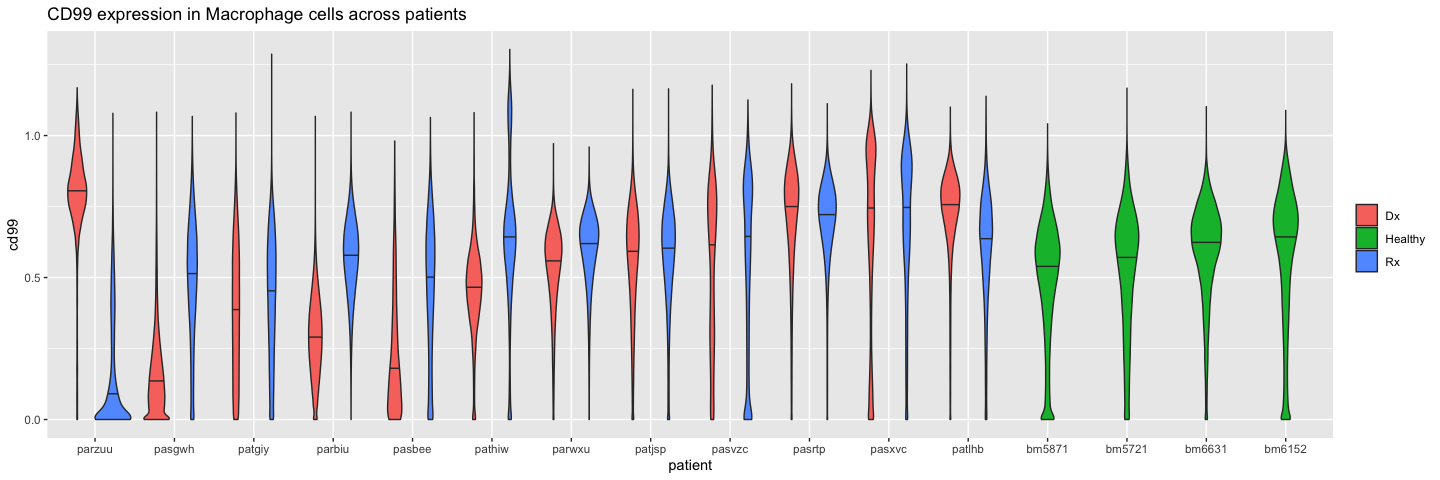 CD99 expression in Macrophage cells across patients
cd99
1.0
0.5
0.0
parzuu pasgwh patgiy parbiu pasbee pathiw parwxu patjsp pasvzc pasrtp pasxvc patlhb bm5871 bm5721 bm6631 bm6152
patient
Dx
Healthy
Rx